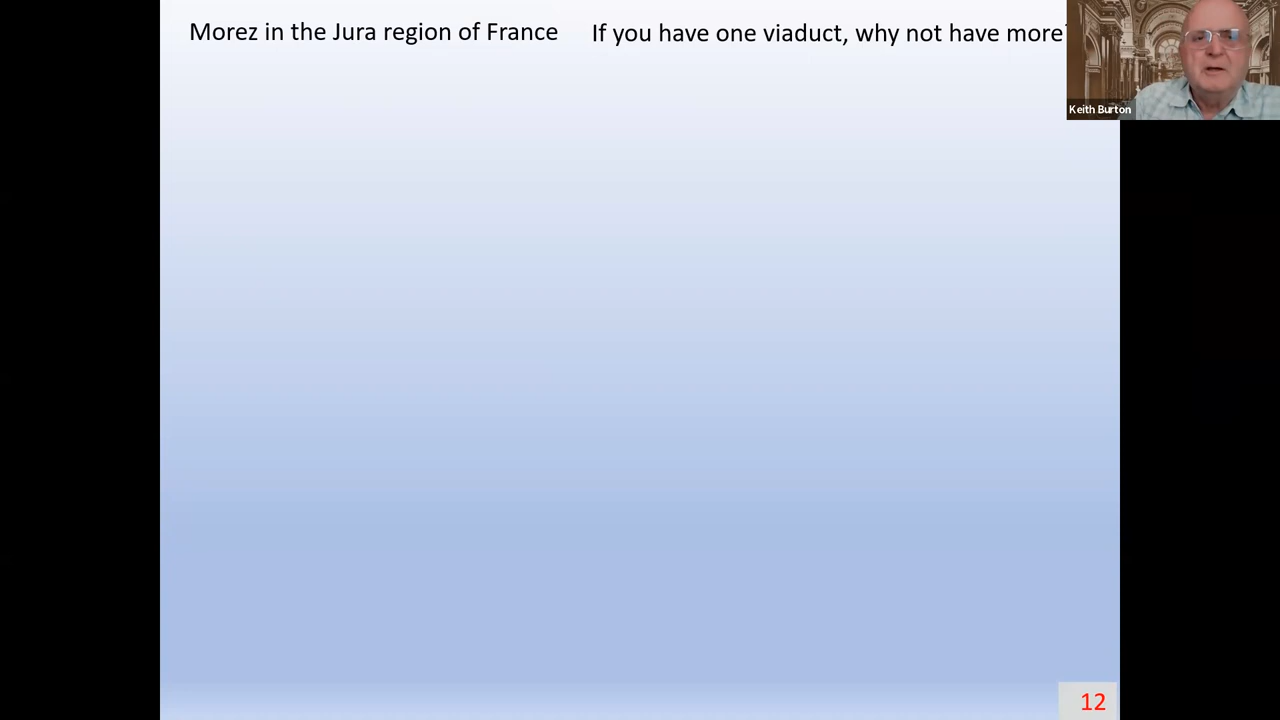 Morez in the Jura region of France If you have one viaduct, why not have more?
Keith Burton
12